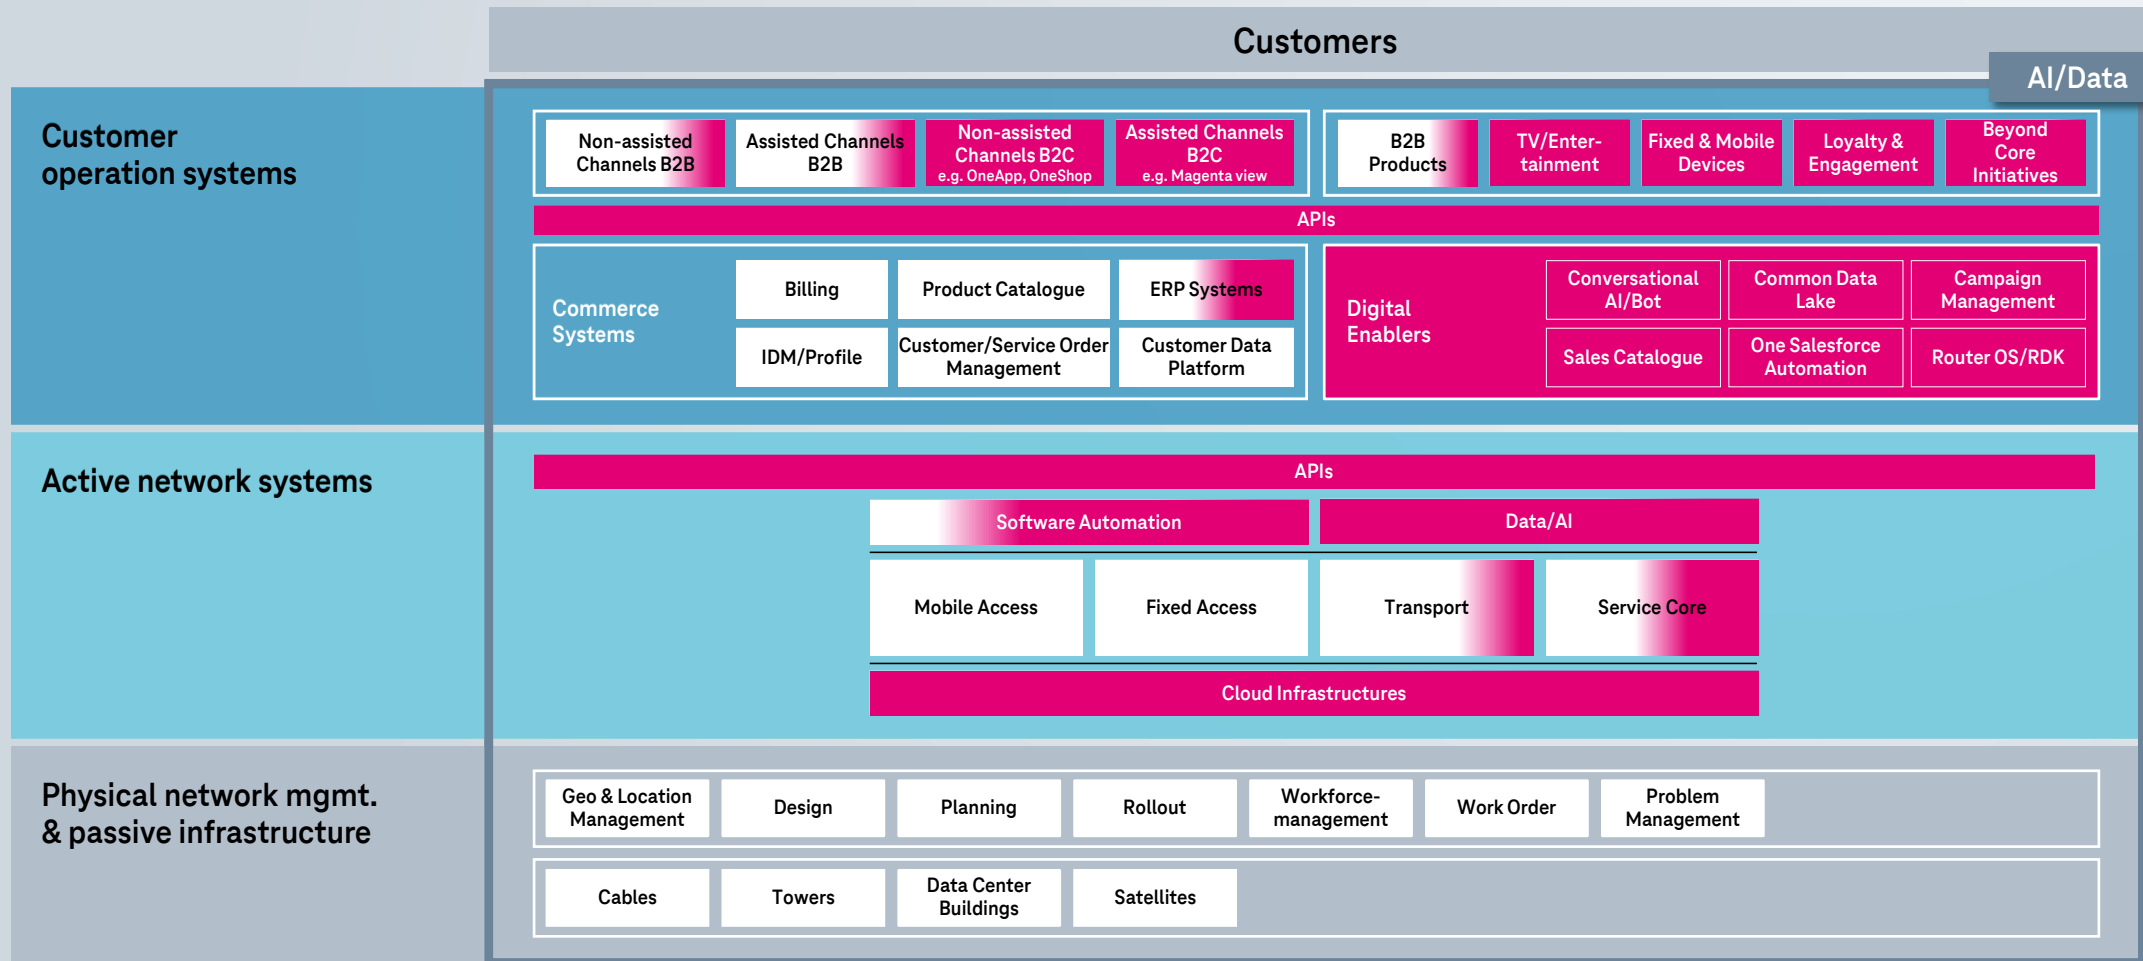 Customers
AI/Data
Customer
operation systems
Non-assisted
Channels B2B
Assisted Channels
B2B
Non-assisted
Channels B2C
e.g. OneApp, OneShop
Assisted Channels
B2C
e.g. Magenta view
B2B
Products
TV/Enter-
tainment
Fixed & Mobile
Devices
Loyalty &
Engagement
Beyond
Core
Initiatives
APIs
Commerce
Systems
Billing
Product Catalogue
ERP Systems
IDM/Profile
Customer/Service Order
Management
Customer Data
Platform
Digital
Enablers
Conversational
AI/Bot
Common Data
Lake
Campaign
Management
Sales Catalogue
One Salesforce
Automation
Router OS/RDK
Active network systems
APIs
Software Automation
Data/AI
Mobile Access
Fixed Access
Transport
Service Core
Cloud Infrastructures
Physical network mgmt.
& passive infrastructure
Geo & Location
Management
Design
Planning
Rollout
Workforce-
management
Work Order
Problem
Management
Cables
Towers
Data Center
Buildings
Satellites